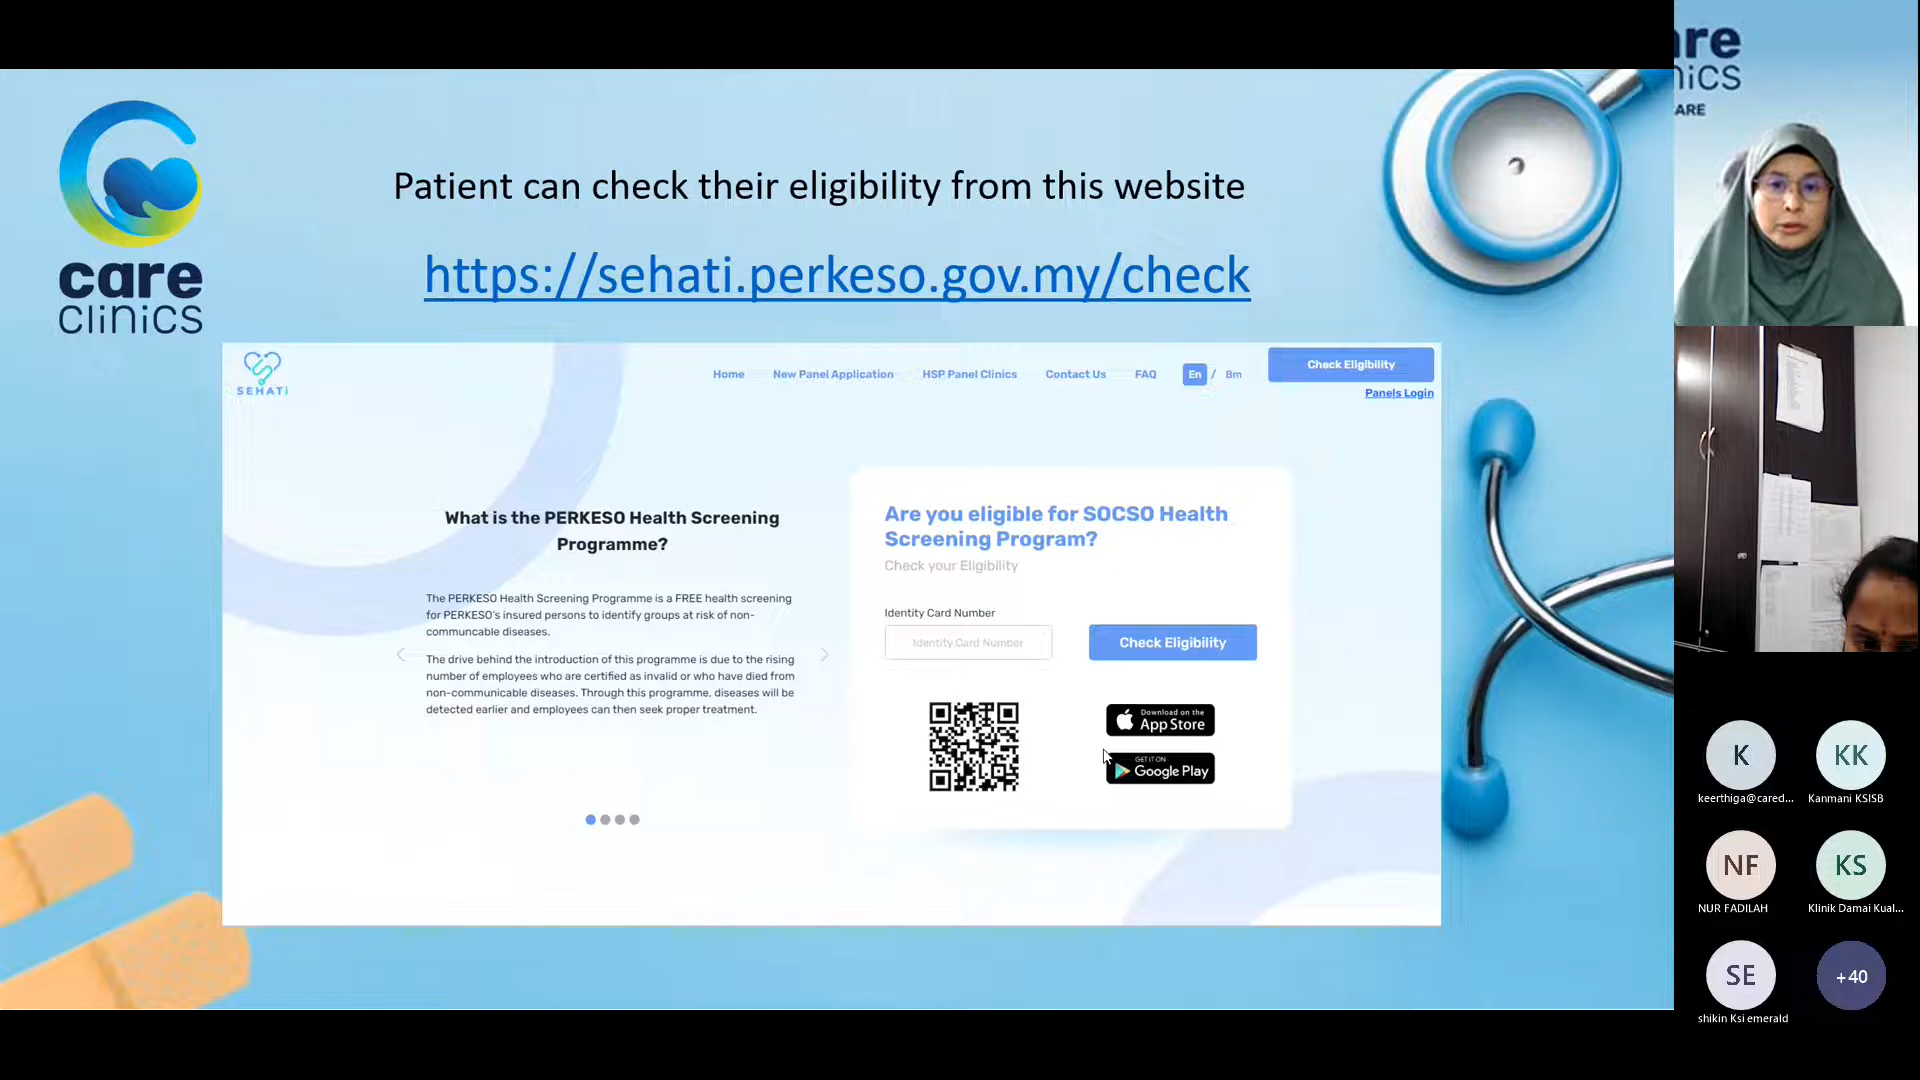 care
clinics
Patient can check their eligibility from this website
https://sehati.perkeso.gov.my/check
SEHATi
Home
New Panel Application
HSP Panel Clinics
Contact Us
FAQ
En / Bm
Check Eligibility
Panels Login
What is the PERKESO Health Screening
Programme?
The PERKESO Health Screening Programme is a FREE health screening
for PERKESO's insured persons to identify groups at risk of non-
communcable diseases.
The drive behind the introduction of this programme is due to the rising
number of employees who are certified as invalid or who have died from
non-communicable diseases. Through this programme, diseases will be
detected earlier and employees can then seek proper treatment.
Are you eligible for SOCSO Health
Screening Program?
Check your Eligibility
Identity Card Number
Identity Card Number
Check Eligibility
Download on the
App Store
GET IT ON
Google Play
are
nics
ARE
K
keerthiga@cared...
KK
Kanmani KSISB
NF
NUR FADILAH
KS
Klinik Damai Kual...
SE
shikin Ksi emerald
+40